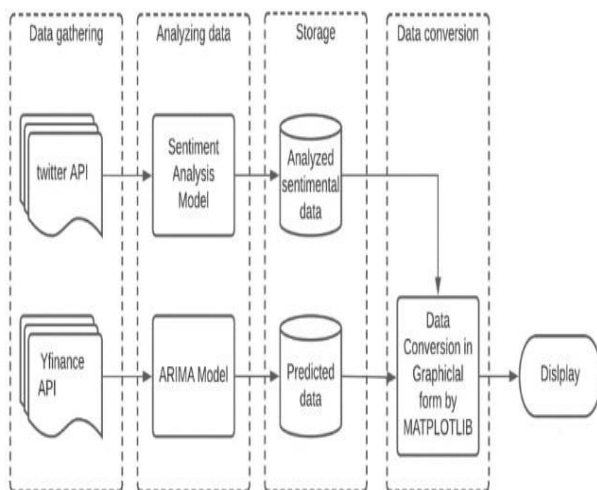 Data gathering
Analyzing data
Storage
Data conversion
twitter API
Sentiment
Analysis
Model
Analyzed
sentimental
data
Yfinance
API
ARIMA Model
Predicted
data
Data
Conversion in
Graphiclal
form by
MATPLOTLIB
Dislplay